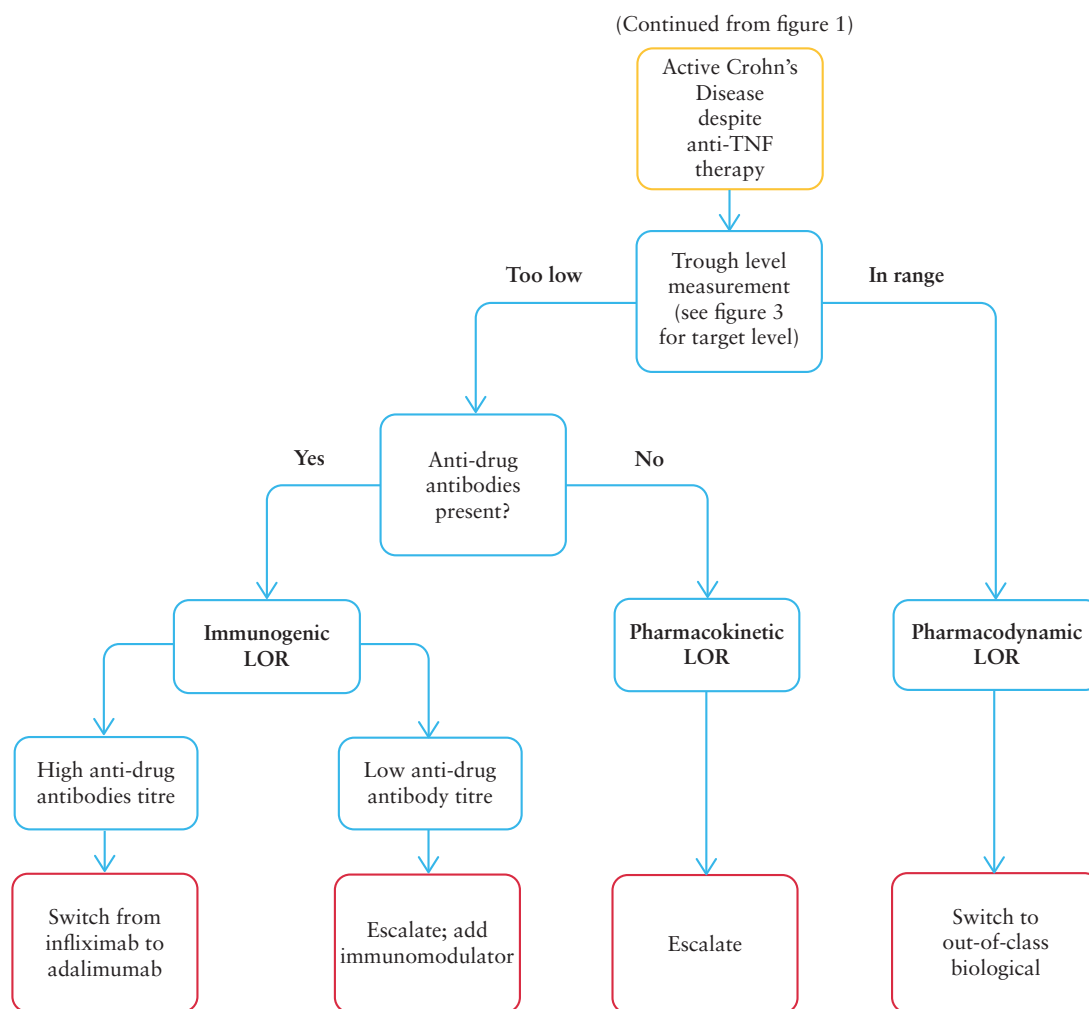 (Continued from figure 1)
Active Crohn’s
Disease
despite
anti-TNF
therapy
Too low
Trough level
measurement
(see figure 3
for target level)
In range
Yes
Anti-drug
antibodies
present?
No
Immunogenic
LOR
Pharmacokinetic
LOR
Pharmacodynamic
LOR
High anti-drug
antibodies titre
Low anti-drug
antibody titre
Switch from
infliximab to
adalimumab
Escalate; add
immunomodulator
Escalate
Switch to
out-of-class
biological